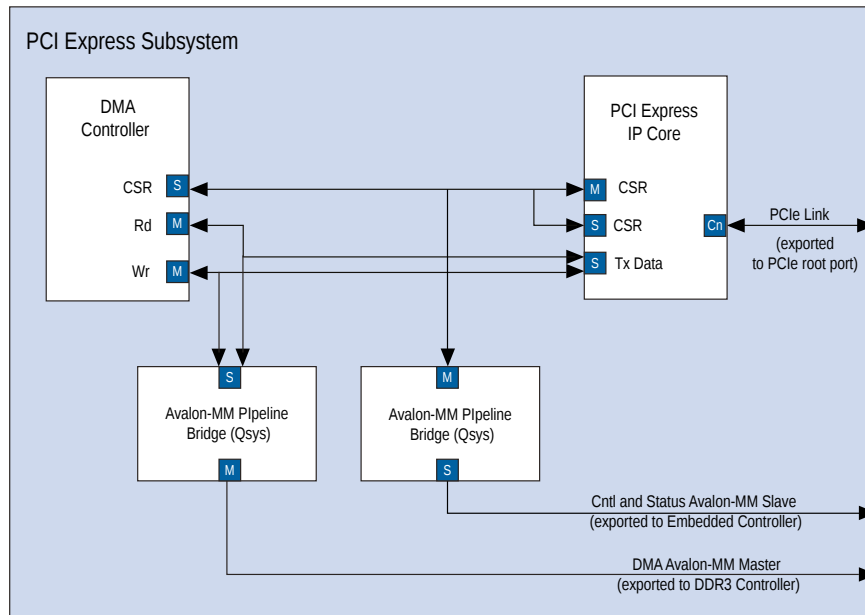 PCI Express Subsystem
DMA
Controller
CSR
S
Rd
M
Wr
M
PCI Express
IP Core
M
CSR
S
CSR
S
Tx Data
Cn
PCIe Link
(exported
to PCIe root port)
S
Avalon-MM PIpeline
Bridge (Qsys)
M
M
Avalon-MM PIpeline
Bridge (Qsys)
S
Cntl and Status Avalon-MM Slave
(exported to Embedded Controller)
DMA Avalon-MM Master
(exported to DDR3 Controller)